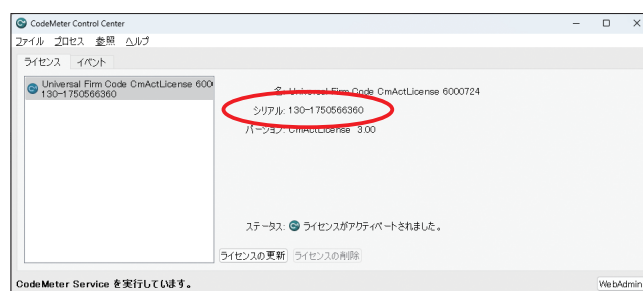 CodeMeter Control Center
ファイル プロセス 参照 ヘルプ
ライセンス イベント
Universal Firm Code CmActLicense 600
130-1750566360
名: Universal Firm Code CmActLicense 6000724
シリアル: 130-1750566360
バージョン: CmActLicense 3.00
ステータス: ライセンスがアクティベートされました。
ライセンスの更新 ライセンスの削除
CodeMeter Service を実行しています。 WebAdmin